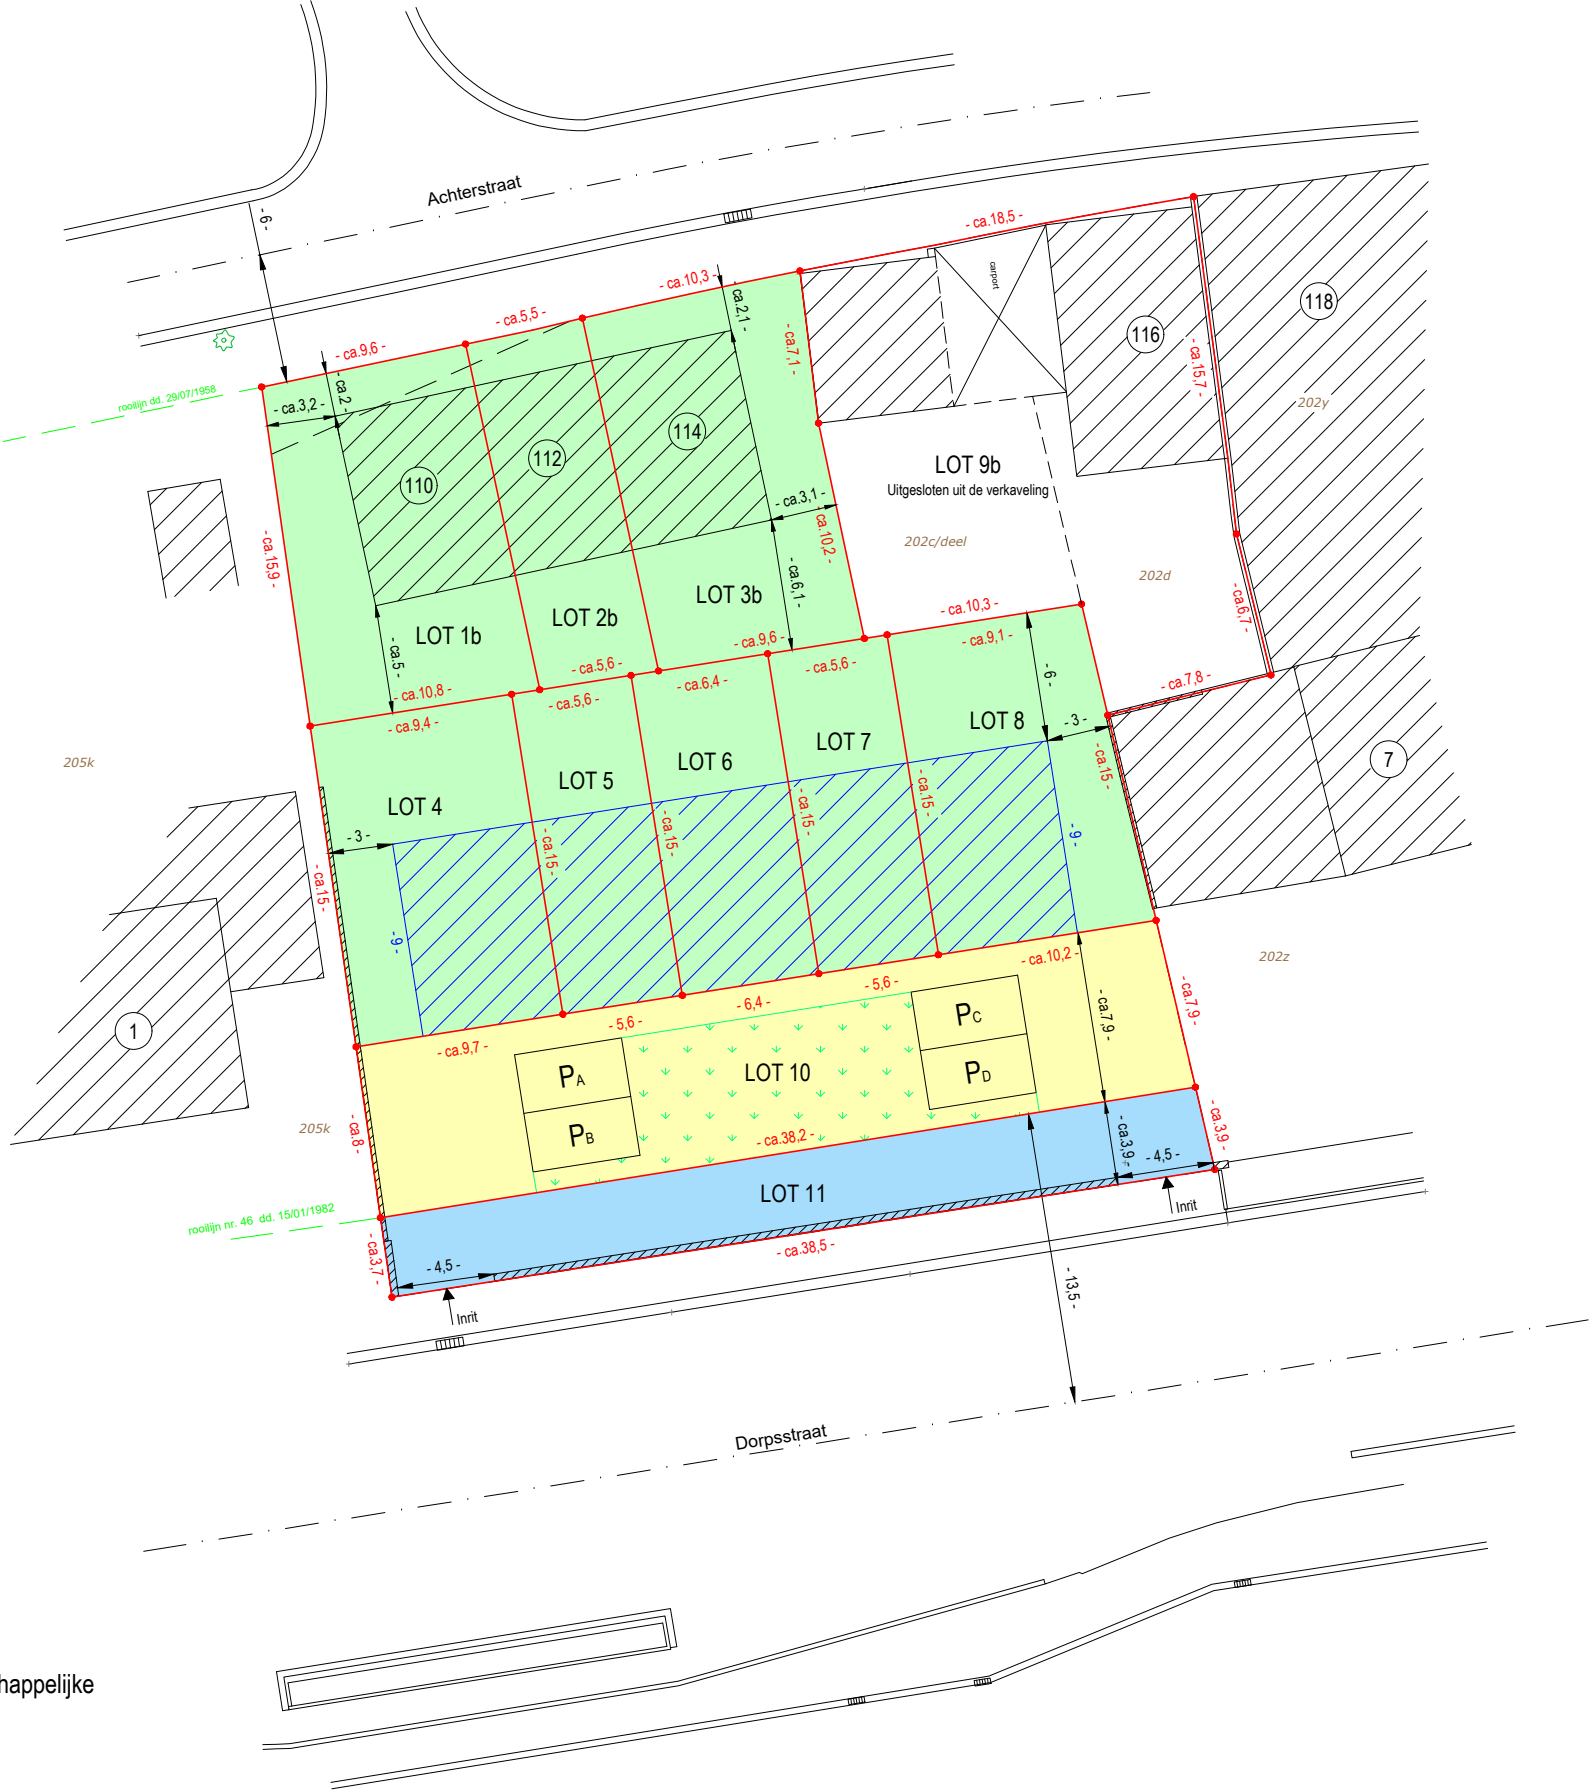 Achterstraat
- 6 -
- ca.18,5 -
carport
118
116
- ca.10,3 -
- ca.2,1 -
- ca.5,5 -
- ca.7,1 -
- ca.9,6 -
- ca.2 -
- ca.15,7 -
rooilijn dd. 29/07/1958
- ca.3,2 -
202y
114
112
110
LOT 9b
Uitgesloten uit de verkaveling
- ca.3,1 -
- ca.10,2 -
202c/deel
- ca.15,9 -
- ca.6,1 -
202d
LOT 3b
LOT 2b
LOT 1b
- ca.10,3 -
- ca.6,7 -
- ca.9,6 -
- ca.9,1 -
- ca.5 -
- ca.5,6 -
- ca.5,6 -
- ca.10,8 -
- ca.6,4 -
- ca.5,6 -
- ca.9,4 -
- 6 -
- ca.7,8 -
- 3 -
LOT 8
LOT 7
LOT 6
LOT 5
LOT 4
205k
7
- ca.15 -
- ca.15 -
- ca.15 -
- ca.15 -
- ca.15 -
- 3 -
- ca.15 -
- 9 -
- 9 -
202z
- ca.10,2 -
- 5,6 -
- 6,4 -
- 5,6 -
- ca.9,7 -
- ca.7,9 -
- ca.7,9 -
1
PA
PB
PC
PD
LOT 10
205k
- ca.8 -
- ca.38,2 -
- ca.3,9 -
- ca.3,9 -
- 4,5 -
LOT 11
Inrit
rooilijn nr. 46 dd. 15/01/1982
- ca.3,7 -
- 4,5 -
- ca.38,5 -
Inrit
- 13,5 -
Dorpsstraat
happelijke